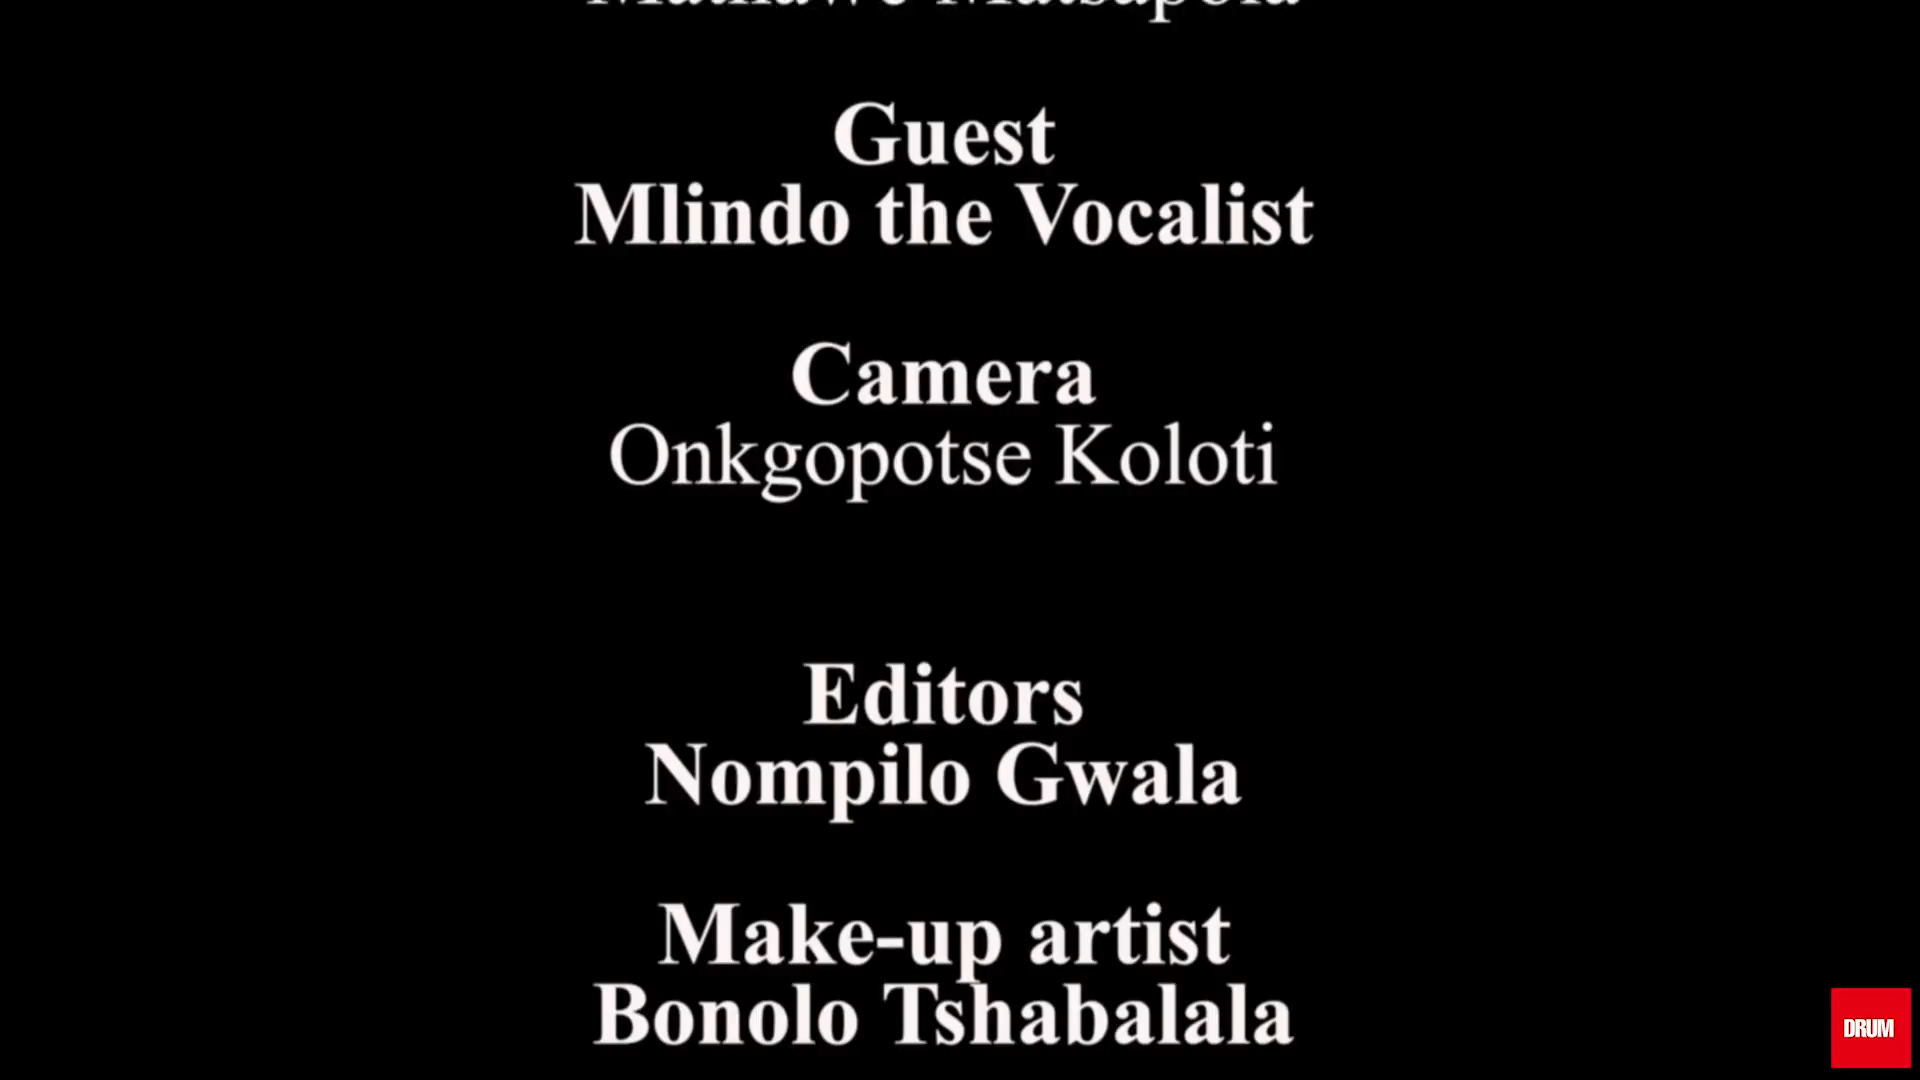 Guest
Mlindo the Vocalist
Camera
Onkgopotse Koloti
Editors
Nompilo Gwala
Make-up artist
Bonolo Tshabalala
DRUM